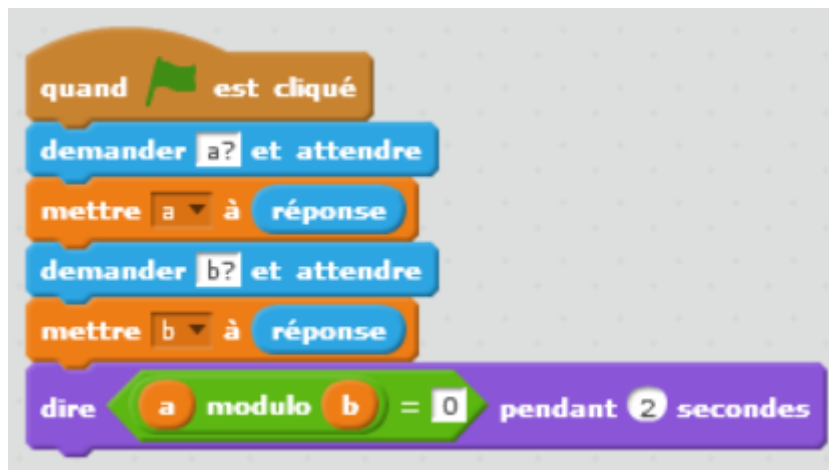 quand est cliqué
demander a? et attendre
mettre a à réponse
demander b? et attendre
mettre b à réponse
dire a modulo b = 0 pendant 2 secondes